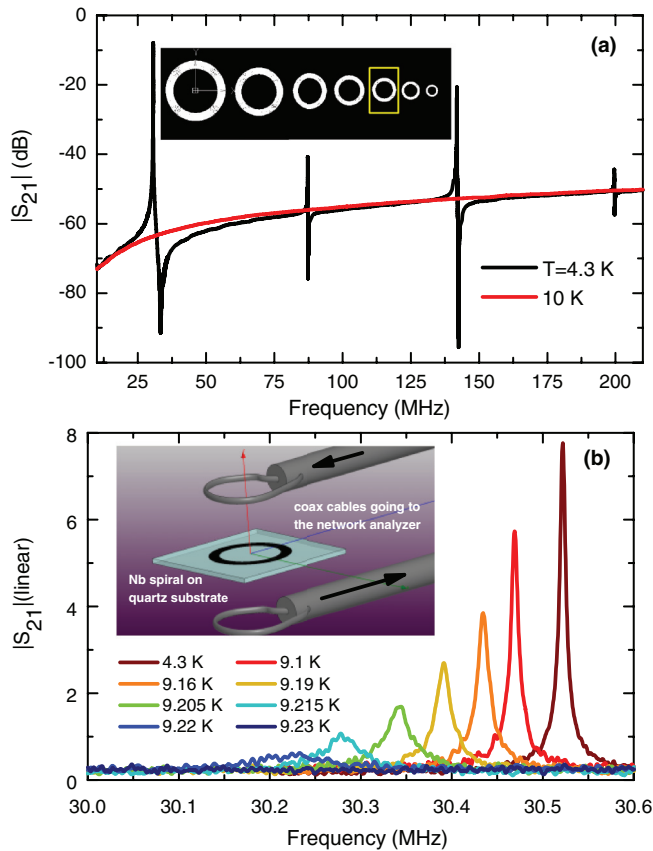 (a)
0
-20
-40
-60
-80
-100
|S21| (dB)
T=4.3 K
10 K
25 50 75 100 125 150 175 200
Frequency (MHz)
(b)
8
6
4
2
0
|S21|(linear)
coax cables going to
the network analyzer
Nb spiral on
quartz substrate
4.3 K 9.1 K
9.16 K 9.19 K
9.205 K 9.215 K
9.22 K 9.23 K
30.0 30.1 30.2 30.3 30.4 30.5 30.6
Frequency (MHz)